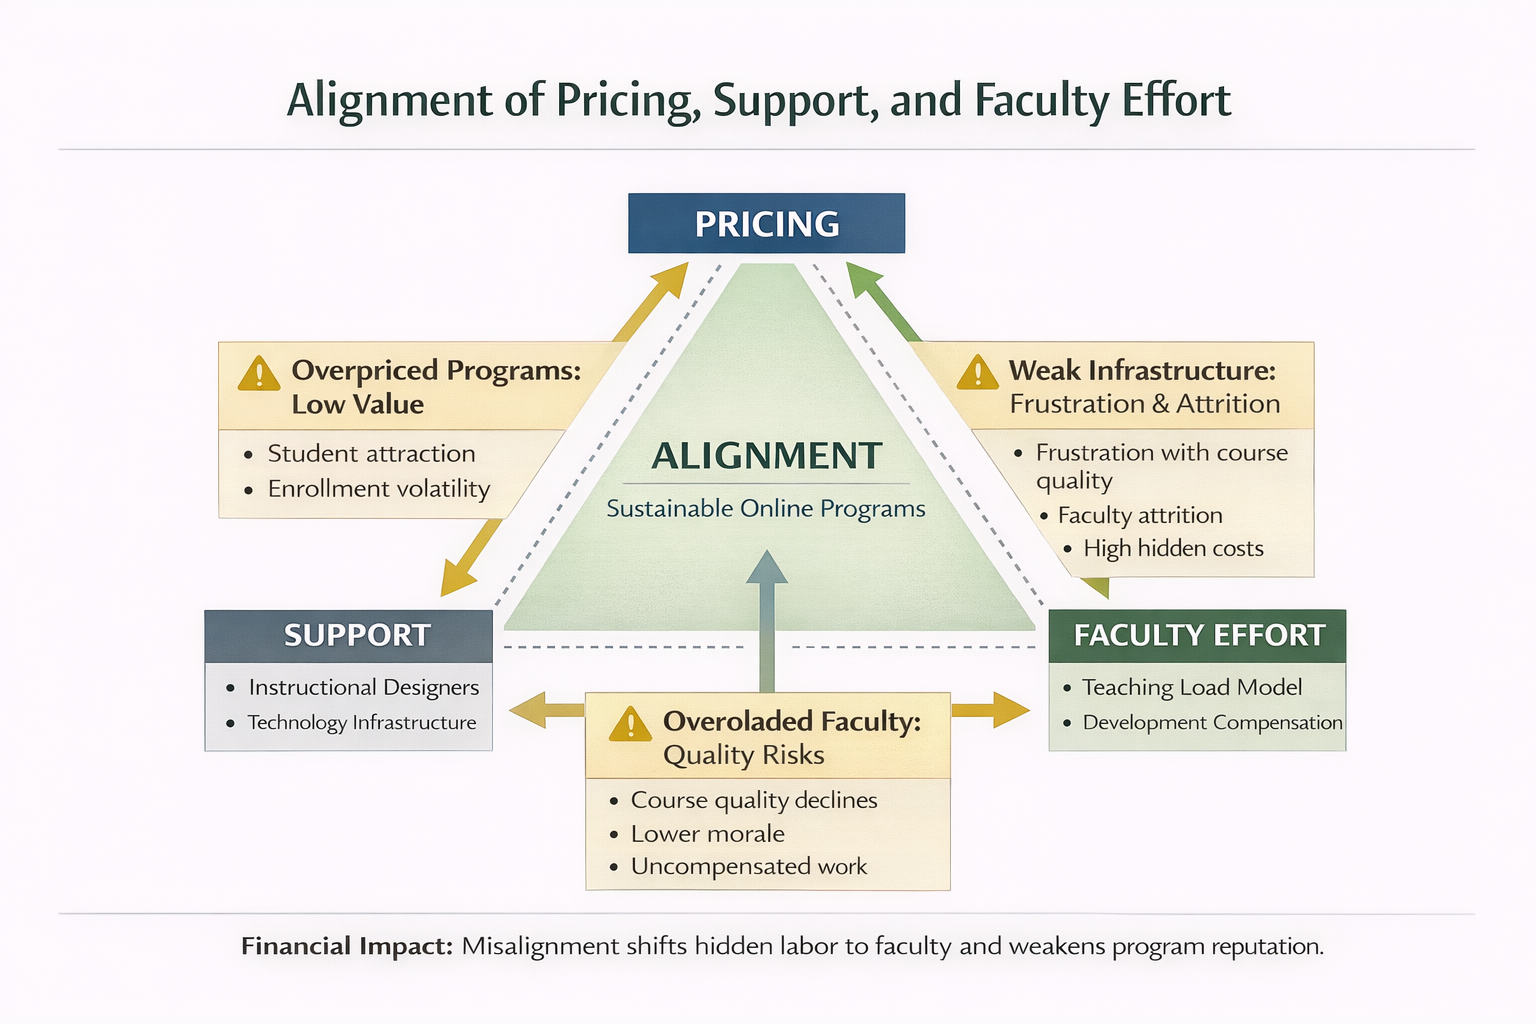 Alignment of Pricing, Support, and Faculty Effort
PRICING
Overpriced Programs:
Low Value
• Student attraction
• Enrollment volatility
Weak Infrastructure:
Frustration & Attrition
• Frustration with course
quality
• Faculty attrition
• High hidden costs
ALIGNMENT
Sustainable Online Programs
SUPPORT
• Instructional Designers
• Technology Infrastructure
FACULTY EFFORT
• Teaching Load Model
• Development Compensation
Overoladed Faculty:
Quality Risks
• Course quality declines
• Lower morale
• Uncompensated work
Financial Impact: Misalignment shifts hidden labor to faculty and weakens program reputation.